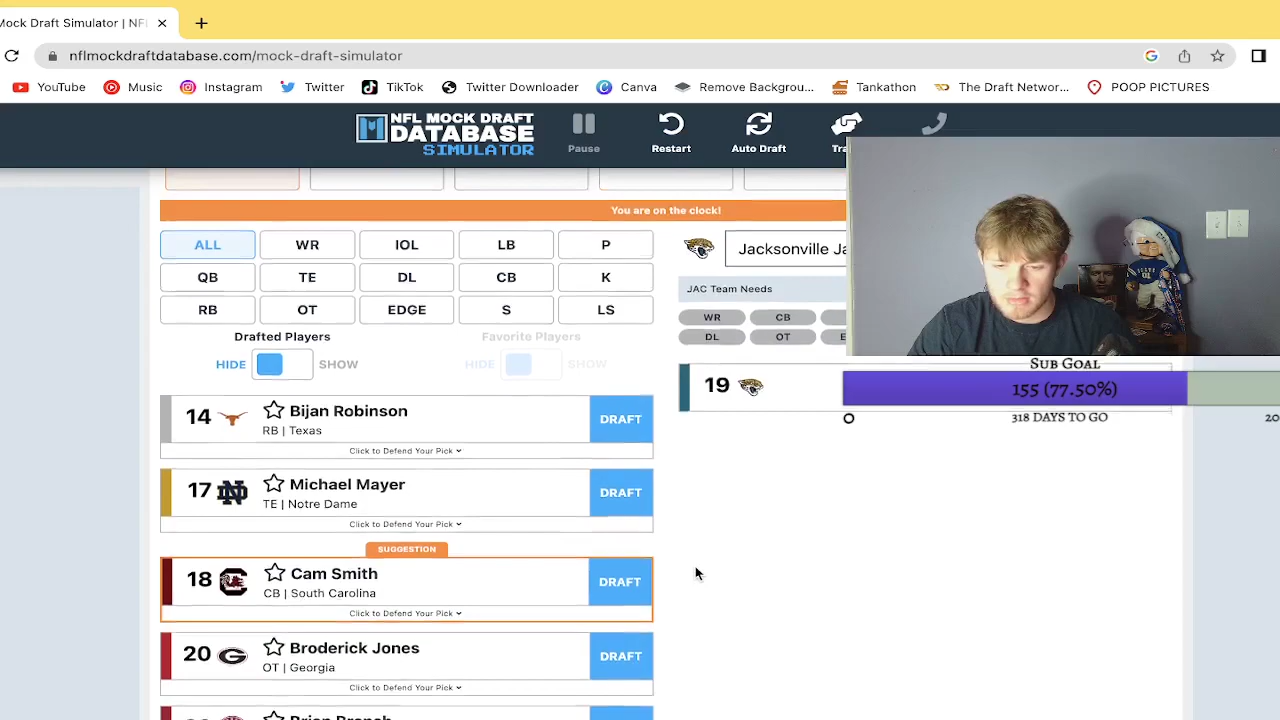 Mock Draft Simulator | NF
nflmockdraftdatabase.com/mock-draft-simulator
YouTube Music Instagram Twitter TikTok Twitter Downloader Canva Remove Backgrou... Tankathon The Draft Networ... POOP PICTURES
NFL MOCK DRAFT
DATABASE
SIMULATOR
Pause Restart Auto Draft Tra
You are on the clock!
ALL WR IOL LB P
QB TE DL CB K
RB OT EDGE S LS
Drafted Players Favorite Players
HIDE SHOW HIDE SHOW
Jacksonville Ja
JAC Team Needs
WR CB
DL OT E
19
SUB GOAL
155 (77.50%)
0 318 DAYS TO GO 20
14 Bijan Robinson
RB | Texas
DRAFT
Click to Defend Your Pick
17 Michael Mayer
TE | Notre Dame
DRAFT
Click to Defend Your Pick
SUGGESTION
18 Cam Smith
CB | South Carolina
DRAFT
Click to Defend Your Pick
20 Broderick Jones
OT | Georgia
DRAFT
Click to Defend Your Pick
Brian Branch